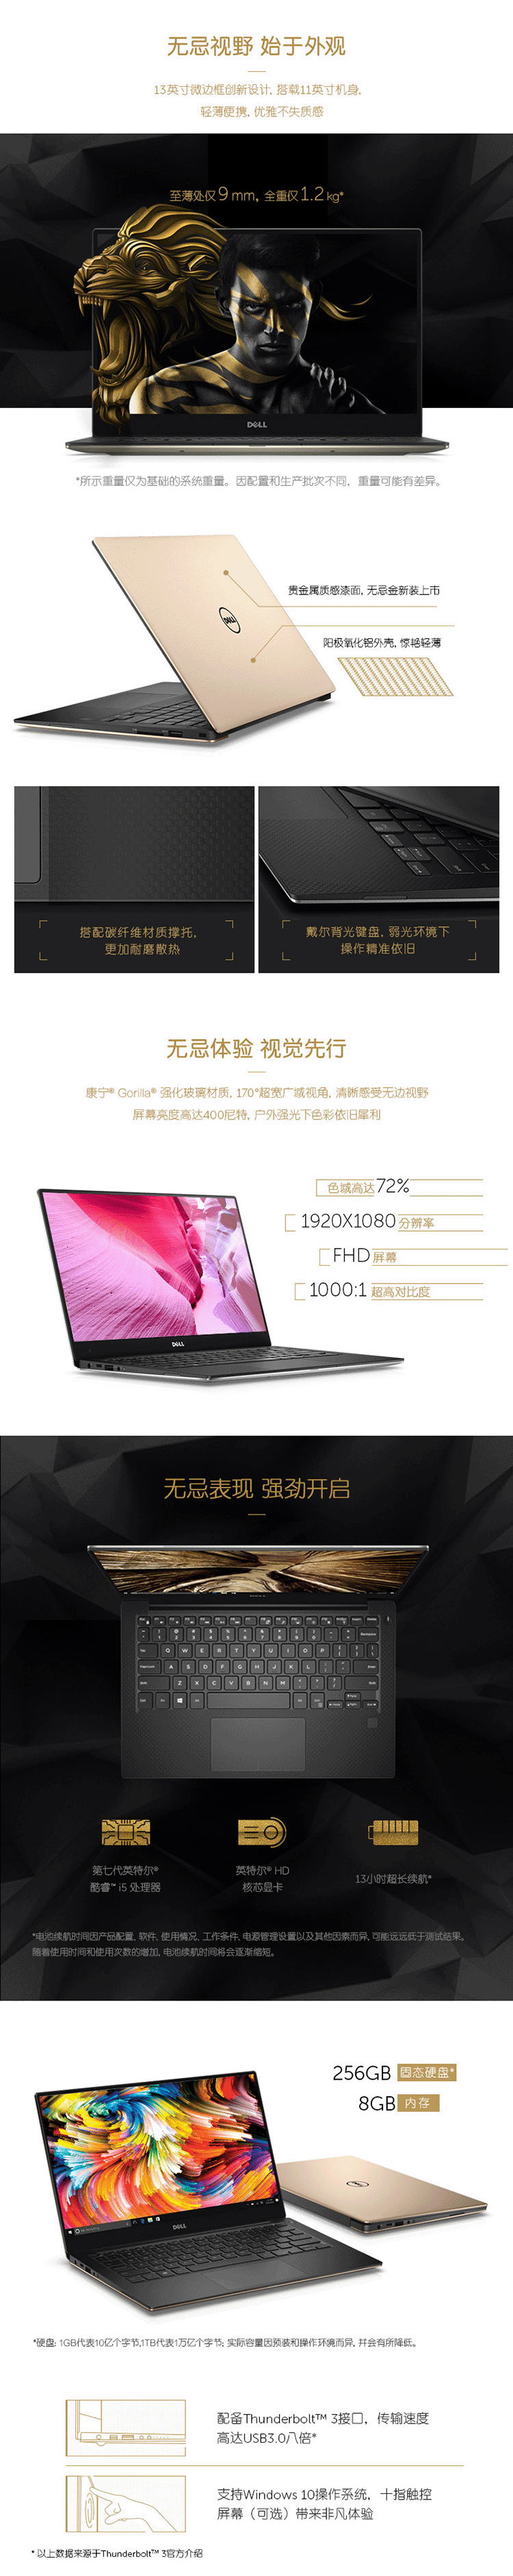 无忌视野 始于外观
13英寸微边框创新设计, 搭载11英寸机身,
轻薄便携, 优雅不失质感
至薄处仅9mm, 全重仅1.2kg*
DELL
*所示重量仅为基础的系统重量。因配置和生产批次不同, 重量可能有差异。
贵金属质感漆面, 无忌金新装上市
DELL
阳极氧化铝外壳, 惊艳轻薄
搭配碳纤维材质撑托,
更加耐磨散热
戴尔背光键盘, 弱光环境下
操作精准依旧
无忌体验 视觉先行
康宁® Gorilla® 强化玻璃材质, 170°超宽广域视角, 清晰感受无边视野
屏幕亮度高达400尼特, 户外强光下色彩依旧犀利
色域高达72%
1920X1080分辨率
FHD屏幕
1000:1 超高对比度
DELL
无忌表现 强劲开启
Q W E R T Y U I O P
A S D F G H J K L
Z X C V B N M
第七代英特尔®
酷睿™ i5 处理器
英特尔® HD
核芯显卡
13小时超长续航*
*电池续航时间因产品配置、软件, 使用情况、工作条件, 电源管理设置以及其他因素而异, 可能远远低于测试结果。
随着使用时间和使用次数的增加, 电池续航时间将会逐渐缩短。
256GB 固态硬盘*
8GB 内存
DELL
*硬盘: 1GB代表10亿个字节,1TB代表1万亿个字节; 实际容量因预装和操作环境而异, 并会有所降低。
配备Thunderbolt™ 3接口, 传输速度
高达USB3.0八倍*
支持Windows 10操作系统, 十指触控
屏幕（可选）带来非凡体验
* 以上数据来源于Thunderbolt™ 3官方介绍